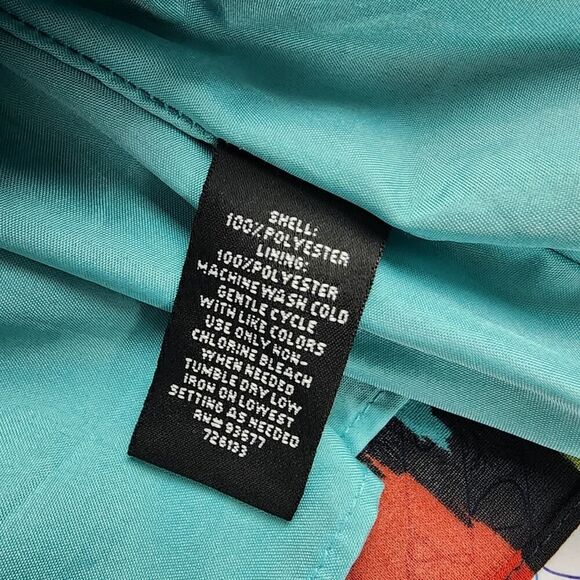 SHELL:
100% POLYESTER
LINING:
100% POLYESTER
MACHINE WASH COLD
GENTLE CYCLE
WITH LIKE COLORS
USE ONLY NON-
CHLORINE BLEACH
WHEN NEEDED
TUMBLE DRY LOW
IRON ON LOWEST
SETTING AS NEEDED
RN# 93677
726133